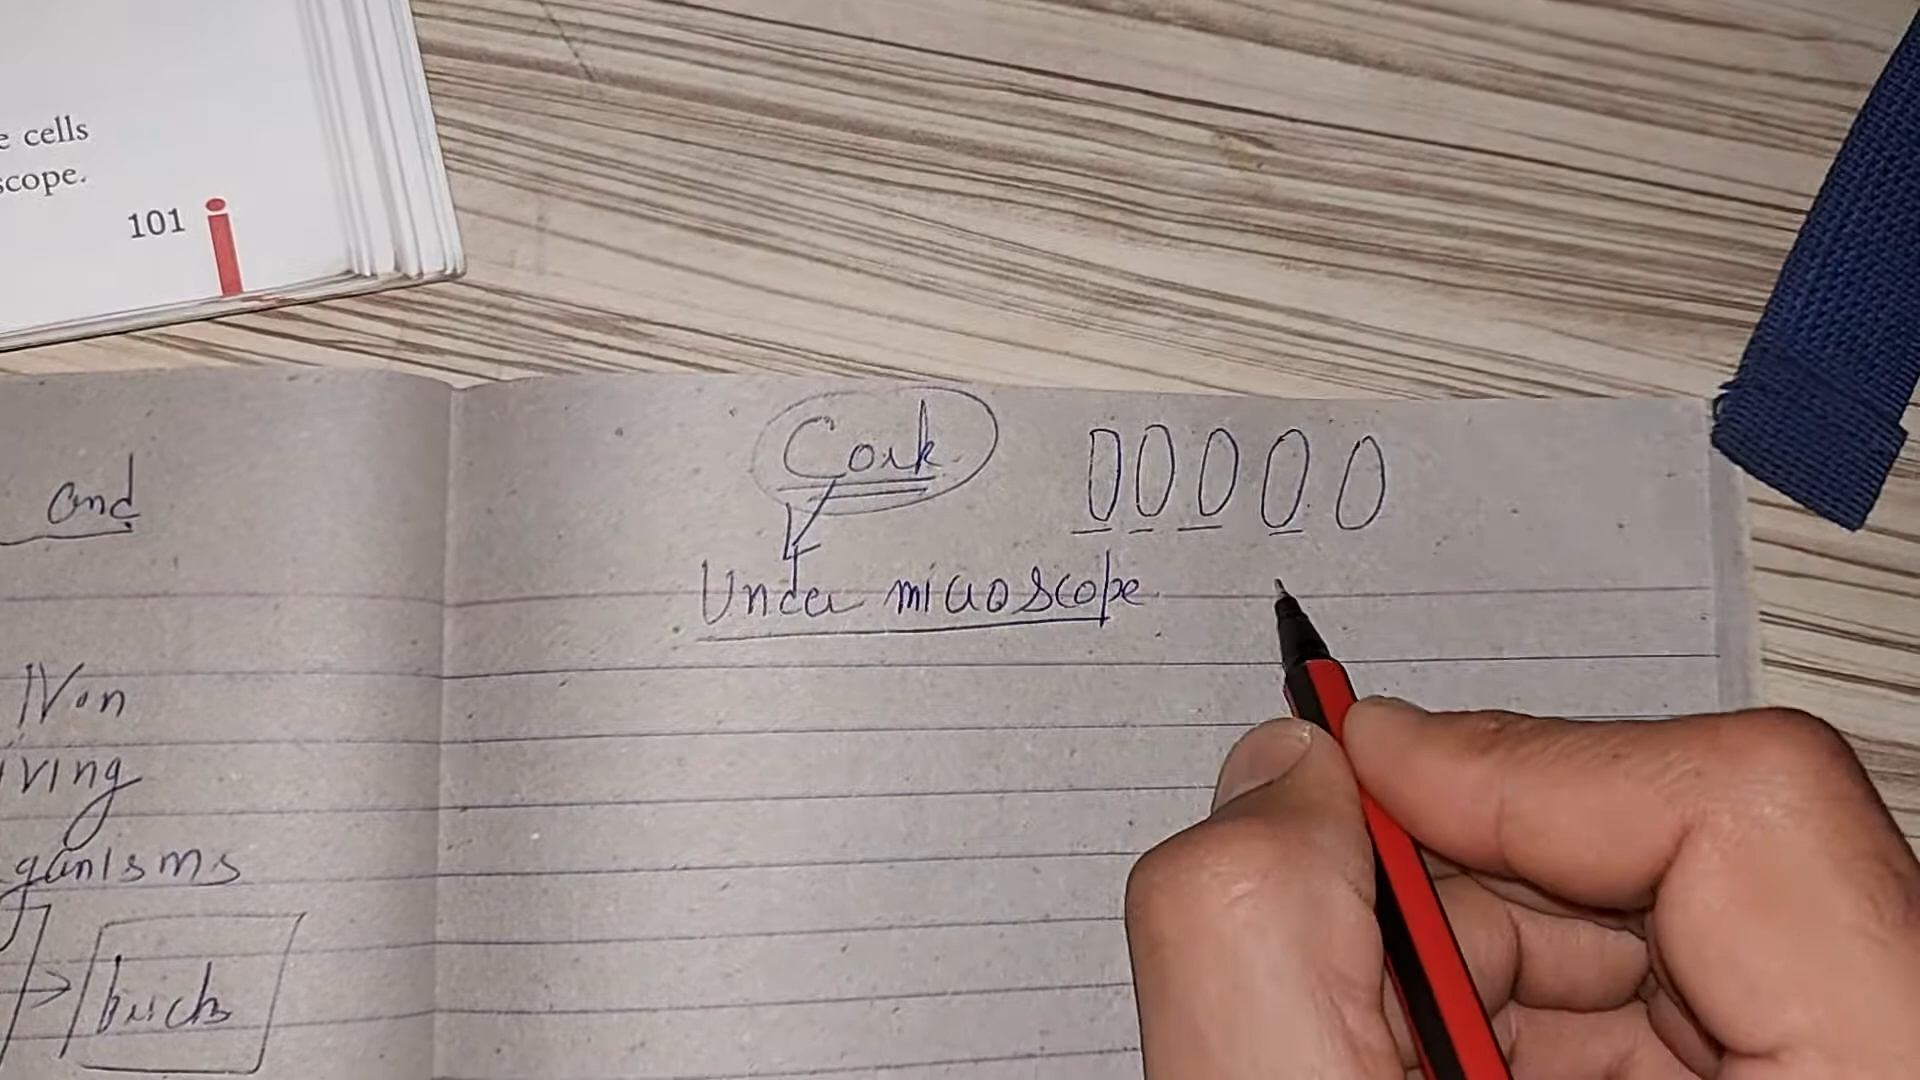 e cells
scope.
101
and
Non
iving
ganisms
bricks
Cork
Under microscope